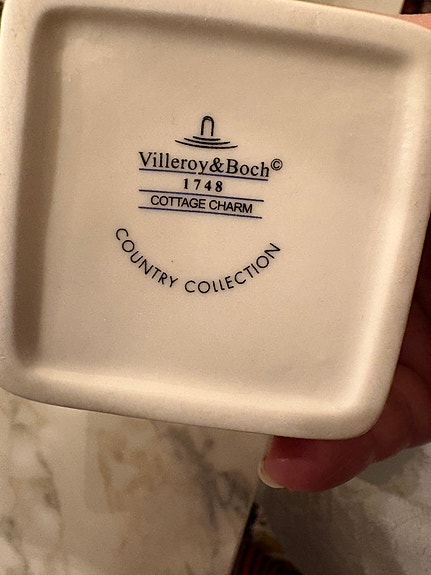 Villeroy&Boch©
1748
COTTAGE CHARM
COUNTRY COLLECTION